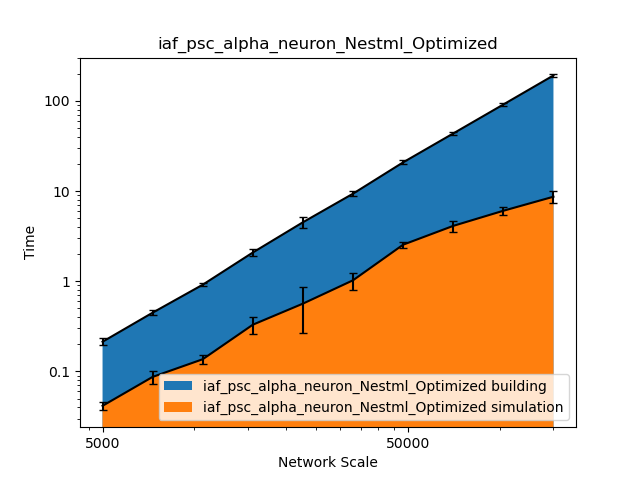 iaf_psc_alpha_neuron_Nestml_Optimized
100
10
1
0.1
Time
iaf_psc_alpha_neuron_Nestml_Optimized building
iaf_psc_alpha_neuron_Nestml_Optimized simulation
5000
50000
Network Scale